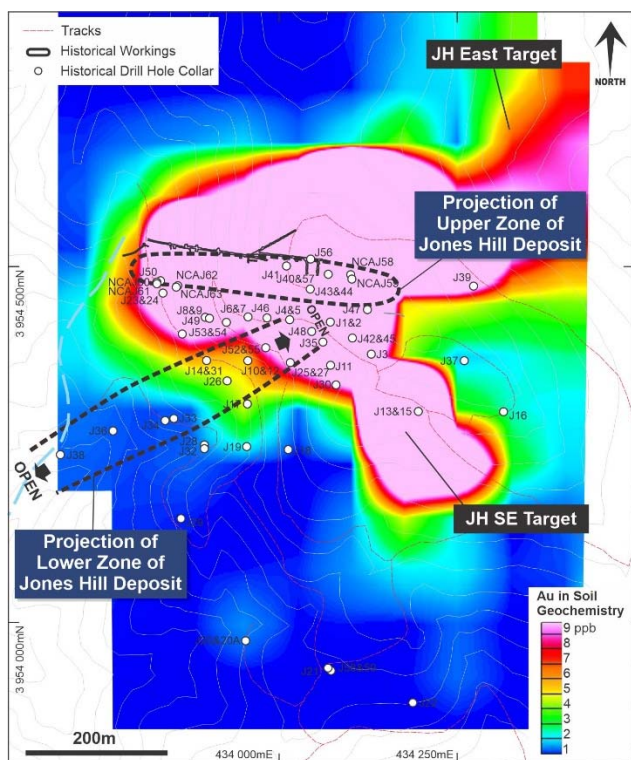 Tracks
Historical Workings
Historical Drill Hole Collar
JH East Target
NORTH
Projection of
Upper Zone of
Jones Hill Deposit
J56
J50
NCAJ62
J41
NCAJ58
J40&57
NCAJ61
NCAJ63
J43&44
J23&24
J39
3 954 500mN
J8&9
J6&7
J46
J4&5
J47
J49
J1&2
J53&54
J48
OPEN
J35
J42&45
J52&55
J3
J37
J14&31
J10&12
J25&27
J11
J26
J30
J13&15
J16
J33
J34
J36
J28
J32
J19
J38
OPEN
JH SE Target
Projection of
Lower Zone of
Jones Hill Deposit
Au in Soil
Geochemistry
9 ppb
8
7
6
5
4
3
2
1
3 954 000mN
200m
434 000mE
434 250mE